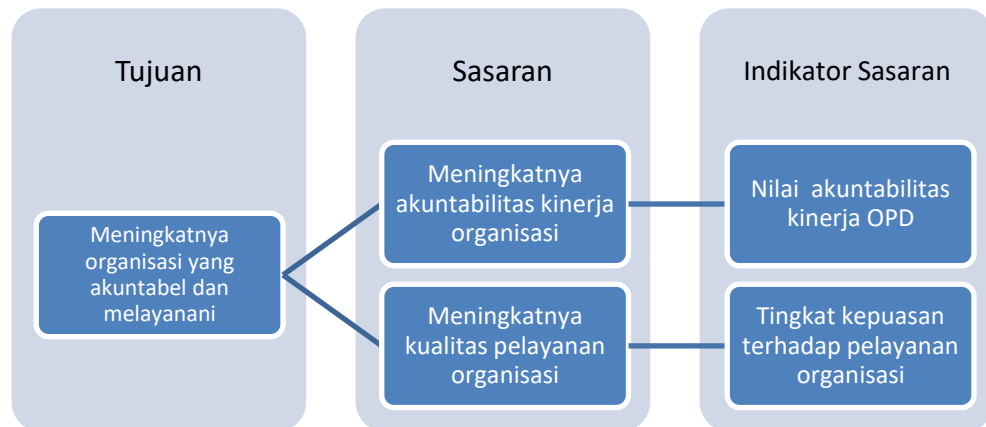 Tujuan
Meningkatnya
organisasi yang
akuntabel dan
melayanani
Sasaran
Meningkatnya
akuntabilitas kinerja
organisasi
Meningkatnya
kualitas pelayanan
organisasi
Indikator Sasaran
Nilai akuntabilitas
kinerja OPD
Tingkat kepuasan
terhadap pelayanan
organisasi